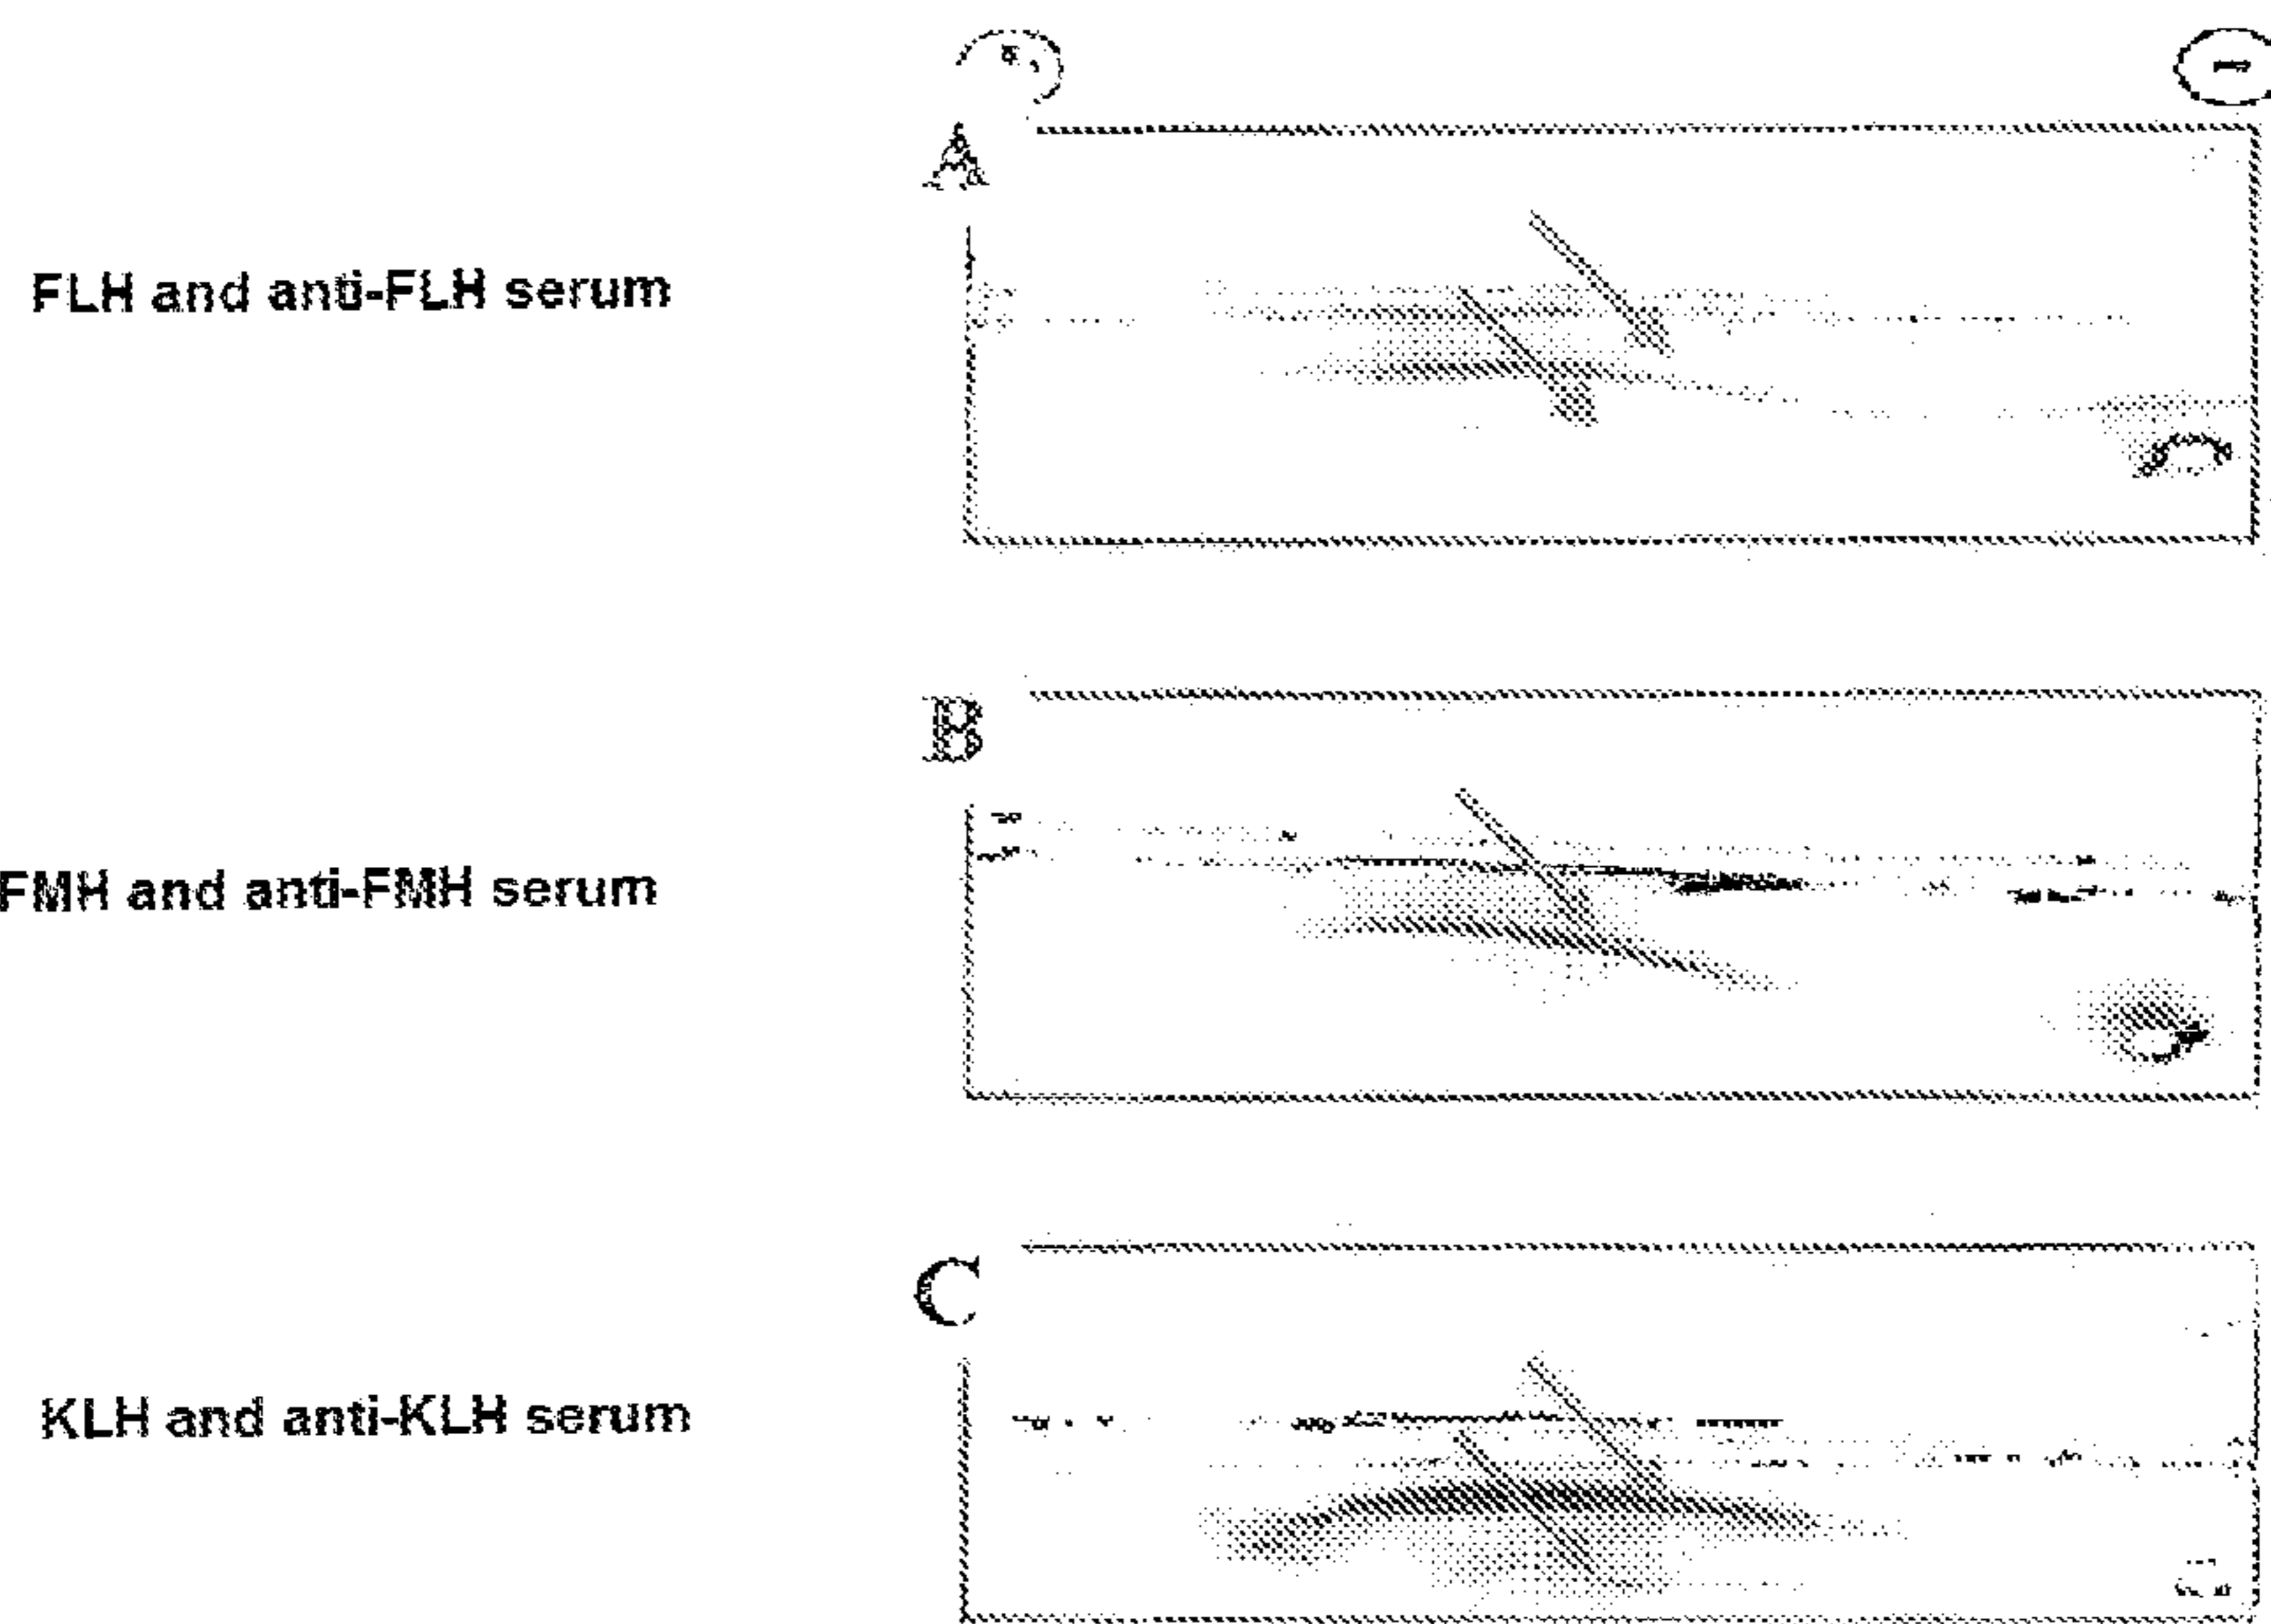 −
A
FLH and anti-FLH serum
B
FMH and anti-FMH serum
C
KLH and anti-KLH serum